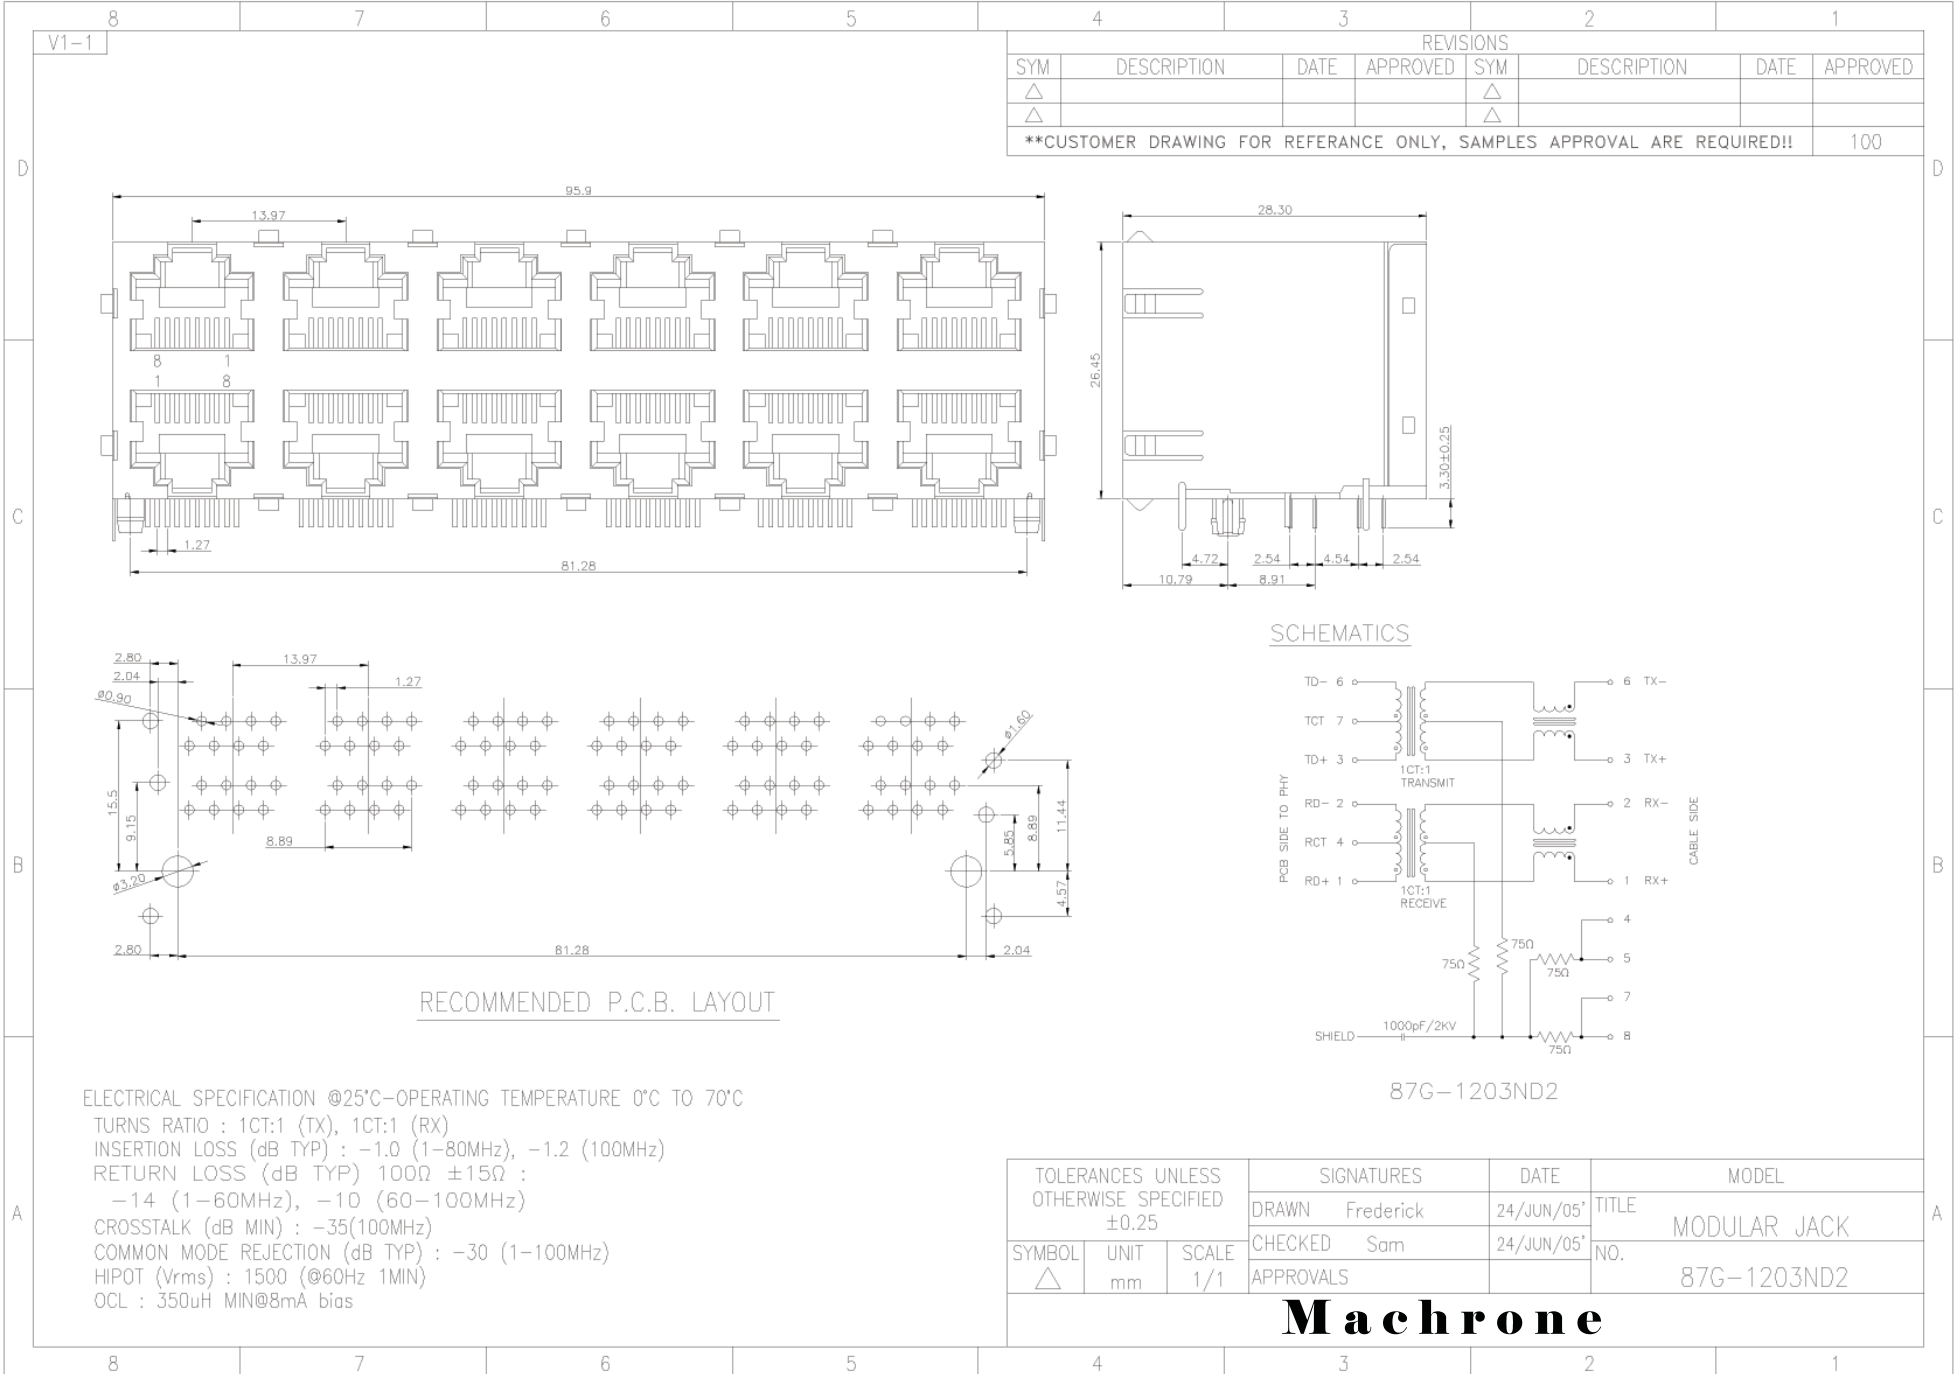 8 7 6 5 4 3 2 1
V1-1
REVISIONS
SYM DESCRIPTION DATE APPROVED SYM DESCRIPTION DATE APPROVED
**CUSTOMER DRAWING FOR REFERANCE ONLY, SAMPLES APPROVAL ARE REQUIRED!! 100
D D
95.9
13.97
28.30
8 1
1 8
26.45
3.30±0.25
C C
1.27
81.28
4.72 2.54 4.54 2.54
10.79 8.91
SCHEMATICS
2.80
13.97
2.04
1.27
ø0.90
ø1.60
15.5
9.15
8.89
5.85
8.89
11.44
ø3.20
4.57
2.80
81.28
2.04
RECOMMENDED P.C.B. LAYOUT
TD- 6 6 TX-
TCT 7
TD+ 3 3 TX+
1CT:1
TRANSMIT
RD- 2 2 RX-
RCT 4
RD+ 1 1 RX+
1CT:1
RECEIVE
PCB SIDE TO PHY
CABLE SIDE
4
75Ω
75Ω
5
75Ω
7
SHIELD 1000pF/2KV
8
75Ω
B B
87G-1203ND2
ELECTRICAL SPECIFICATION @25°C-OPERATING TEMPERATURE 0°C TO 70°C
TURNS RATIO : 1CT:1 (TX), 1CT:1 (RX)
INSERTION LOSS (dB TYP) : -1.0 (1-80MHz), -1.2 (100MHz)
RETURN LOSS (dB TYP) 100Ω ±15Ω :
-14 (1-60MHz), -10 (60-100MHz)
CROSSTALK (dB MIN) : -35(100MHz)
COMMON MODE REJECTION (dB TYP) : -30 (1-100MHz)
HIPOT (Vrms) : 1500 (@60Hz 1MIN)
OCL : 350uH MIN@8mA bias
A A
TOLERANCES UNLESS
OTHERWISE SPECIFIED
±0.25
SYMBOL UNIT SCALE
mm 1/1
SIGNATURES DATE MODEL
DRAWN Frederick 24/JUN/05'
CHECKED Sam 24/JUN/05'
APPROVALS
TITLE
MODULAR JACK
NO.
87G-1203ND2
Machrone
8 7 6 5 4 3 2 1